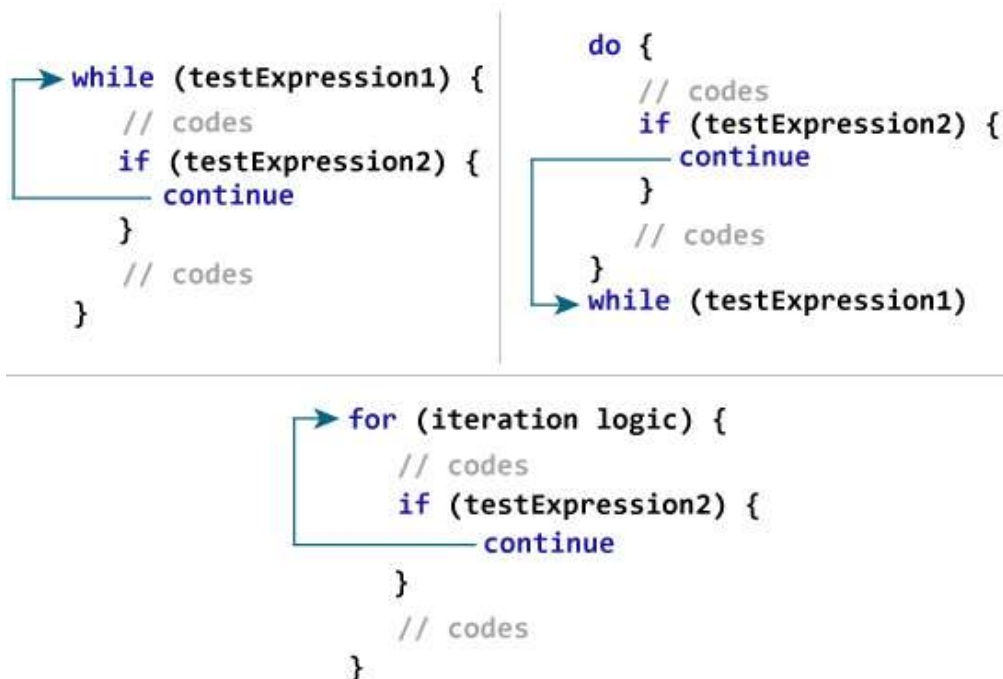 while (testExpression1) {
// codes
if (testExpression2) {
continue
}
// codes
}
do {
// codes
if (testExpression2) {
continue
}
// codes
}
while (testExpression1)
for (iteration logic) {
// codes
if (testExpression2) {
continue
}
// codes
}